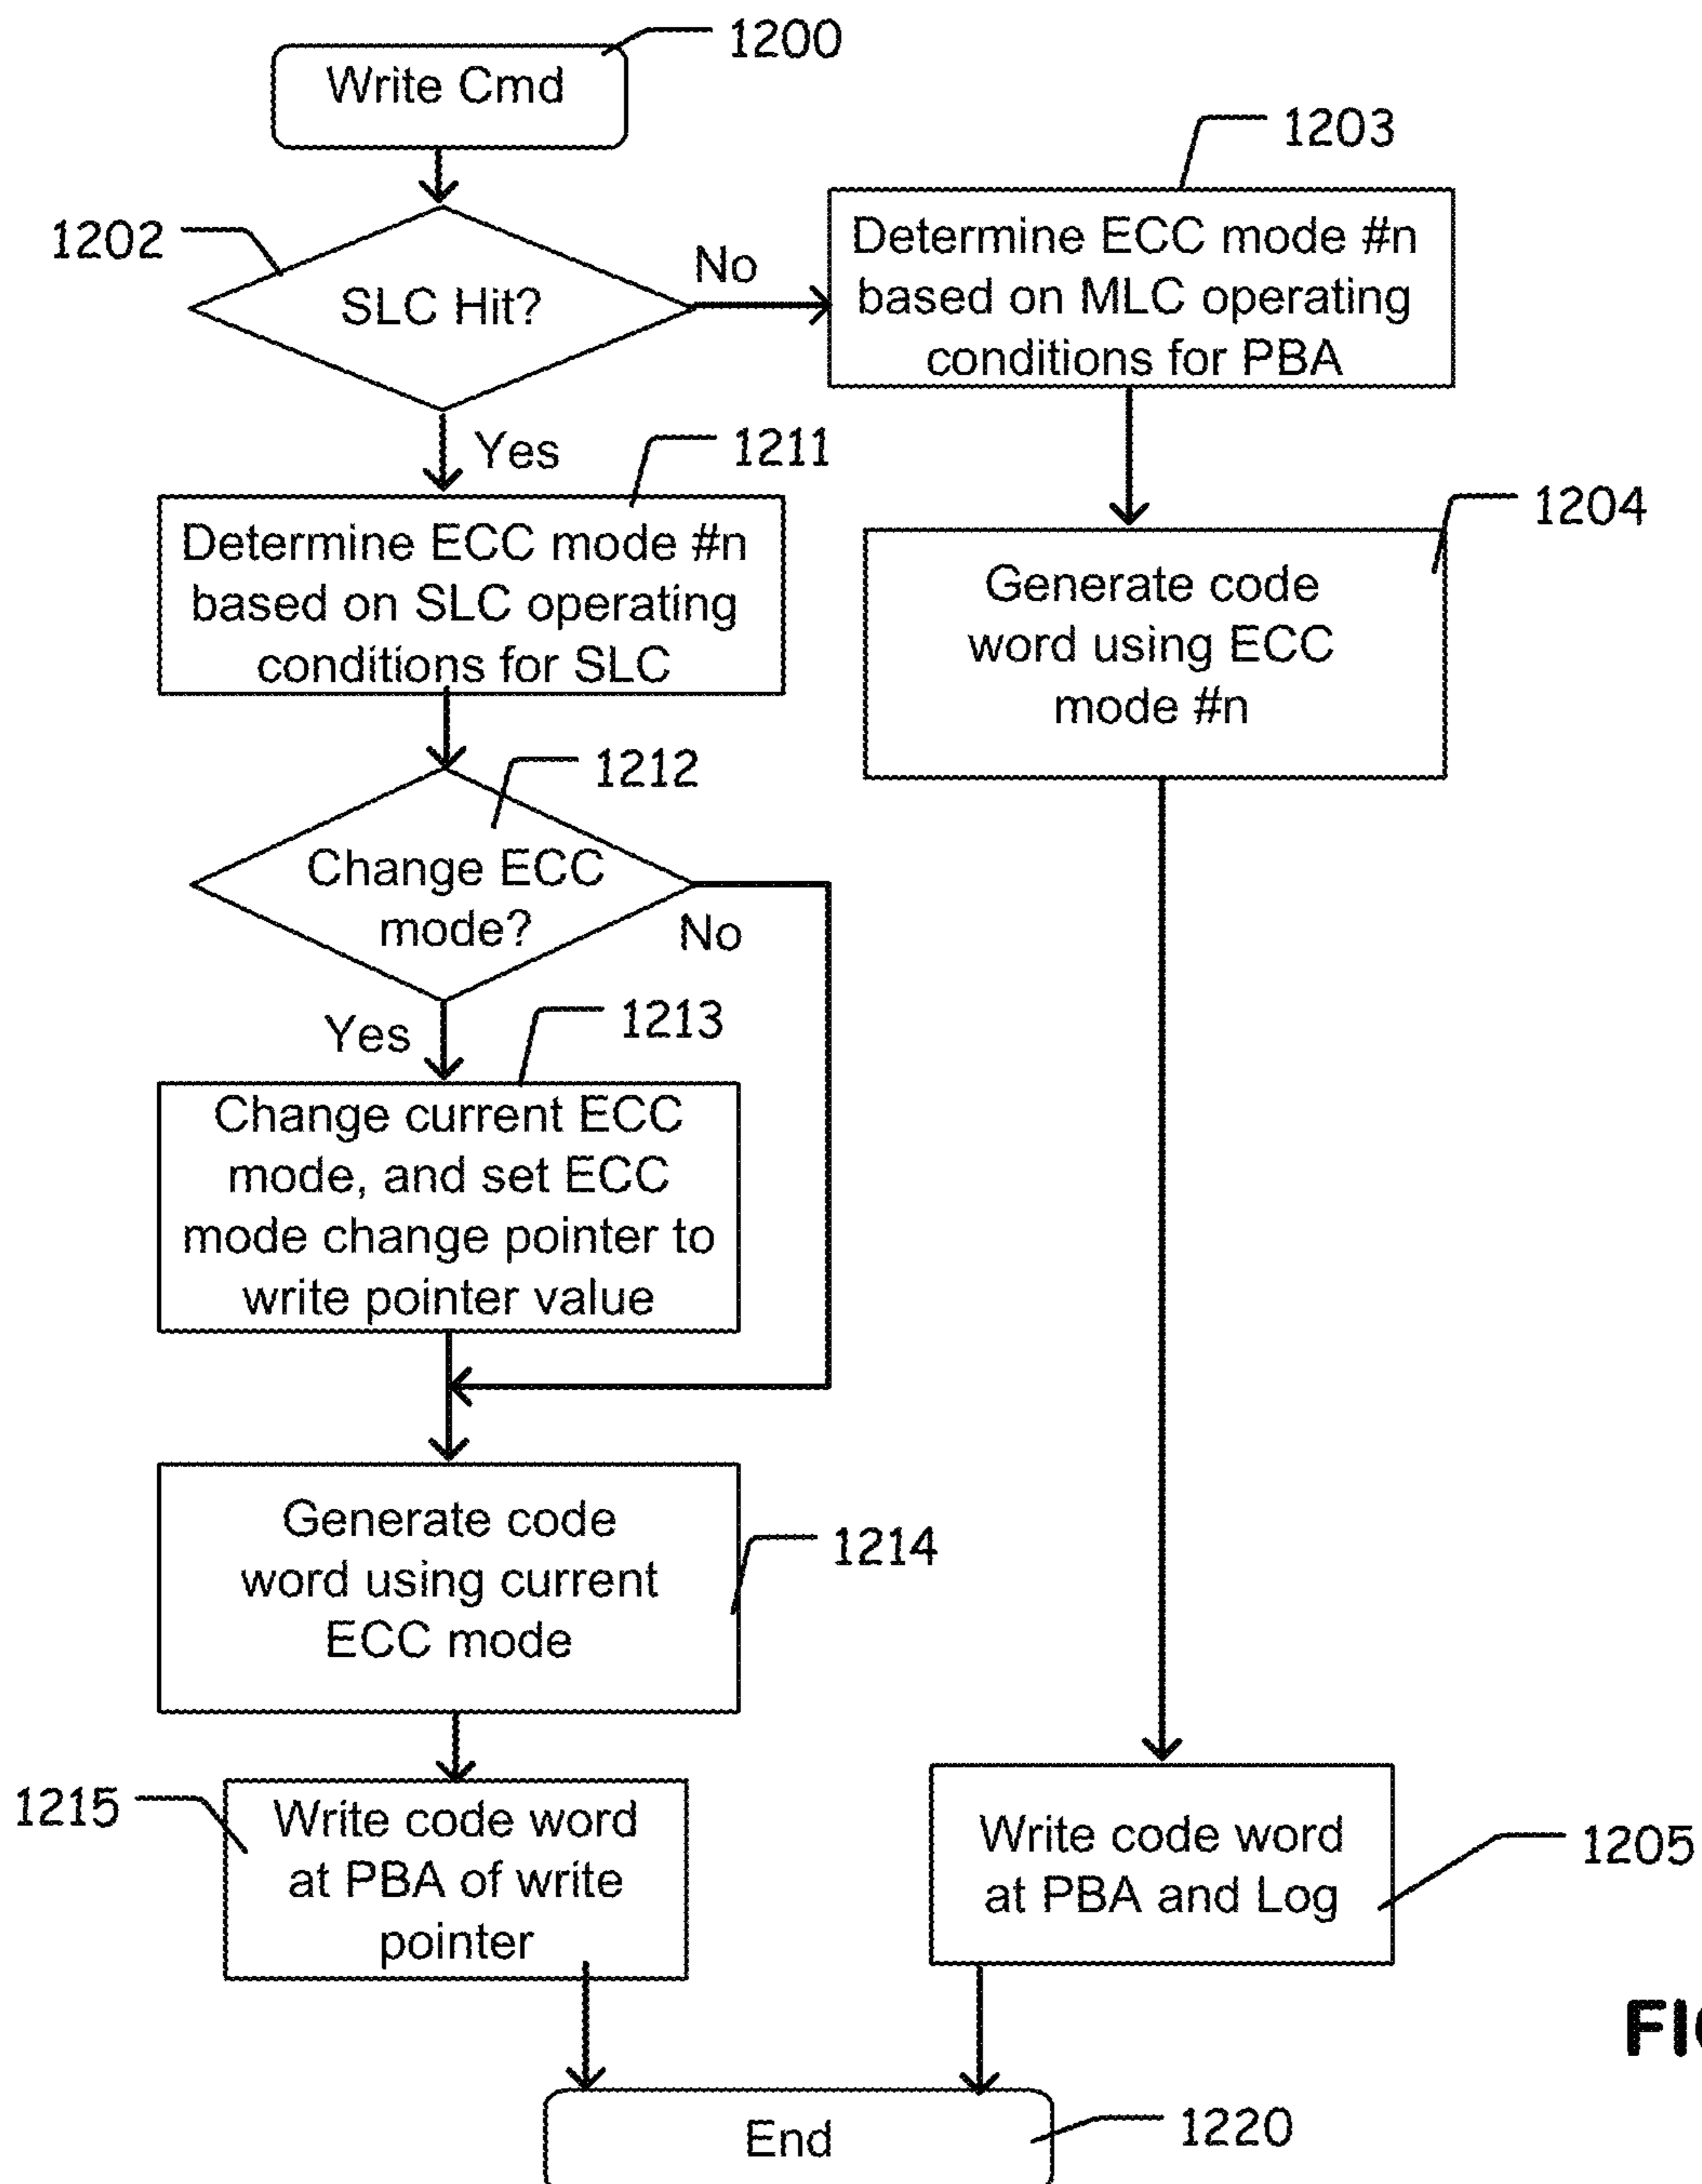 1200
Write Cmd
1203
1202
SLC Hit?
No
Determine ECC mode #n
based on MLC operating
conditions for PBA
Yes
1211
Determine ECC mode #n
based on SLC operating
conditions for SLC
1204
Generate code
word using ECC
mode #n
1212
Change ECC
mode?
No
Yes
1213
Change current ECC
mode, and set ECC
mode change pointer to
write pointer value
Generate code
word using current
ECC mode
1214
1215
Write code word
at PBA of write
pointer
Write code word
at PBA and Log
1205
End
1220